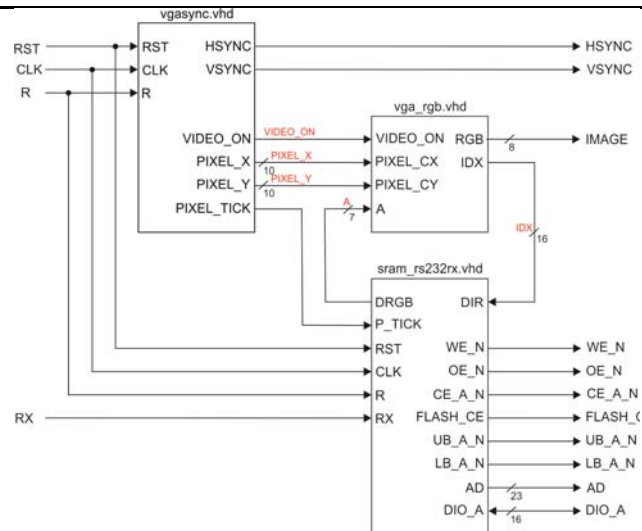 vgasync.vhd
RST RST HSYNC HSYNC
CLK CLK VSYNC VSYNC
R R
vga_rgb.vhd
VIDEO_ON VIDEO_ON VIDEO_ON RGB 8 IMAGE
PIXEL_X 10 PIXEL_X PIXEL_CX IDX
PIXEL_Y 10 PIXEL_Y PIXEL_CY
PIXEL_TICK A 7 A
IDX 16
sram_rs232rx.vhd
DRGB DIR
P_TICK
RST WE_N WE_N
CLK OE_N OE_N
R CE_A_N CE_A_N
RX RX FLASH_CE FLASH_C
UB_A_N UB_A_N
LB_A_N LB_A_N
AD 23 AD
DIO_A 16 DIO_A